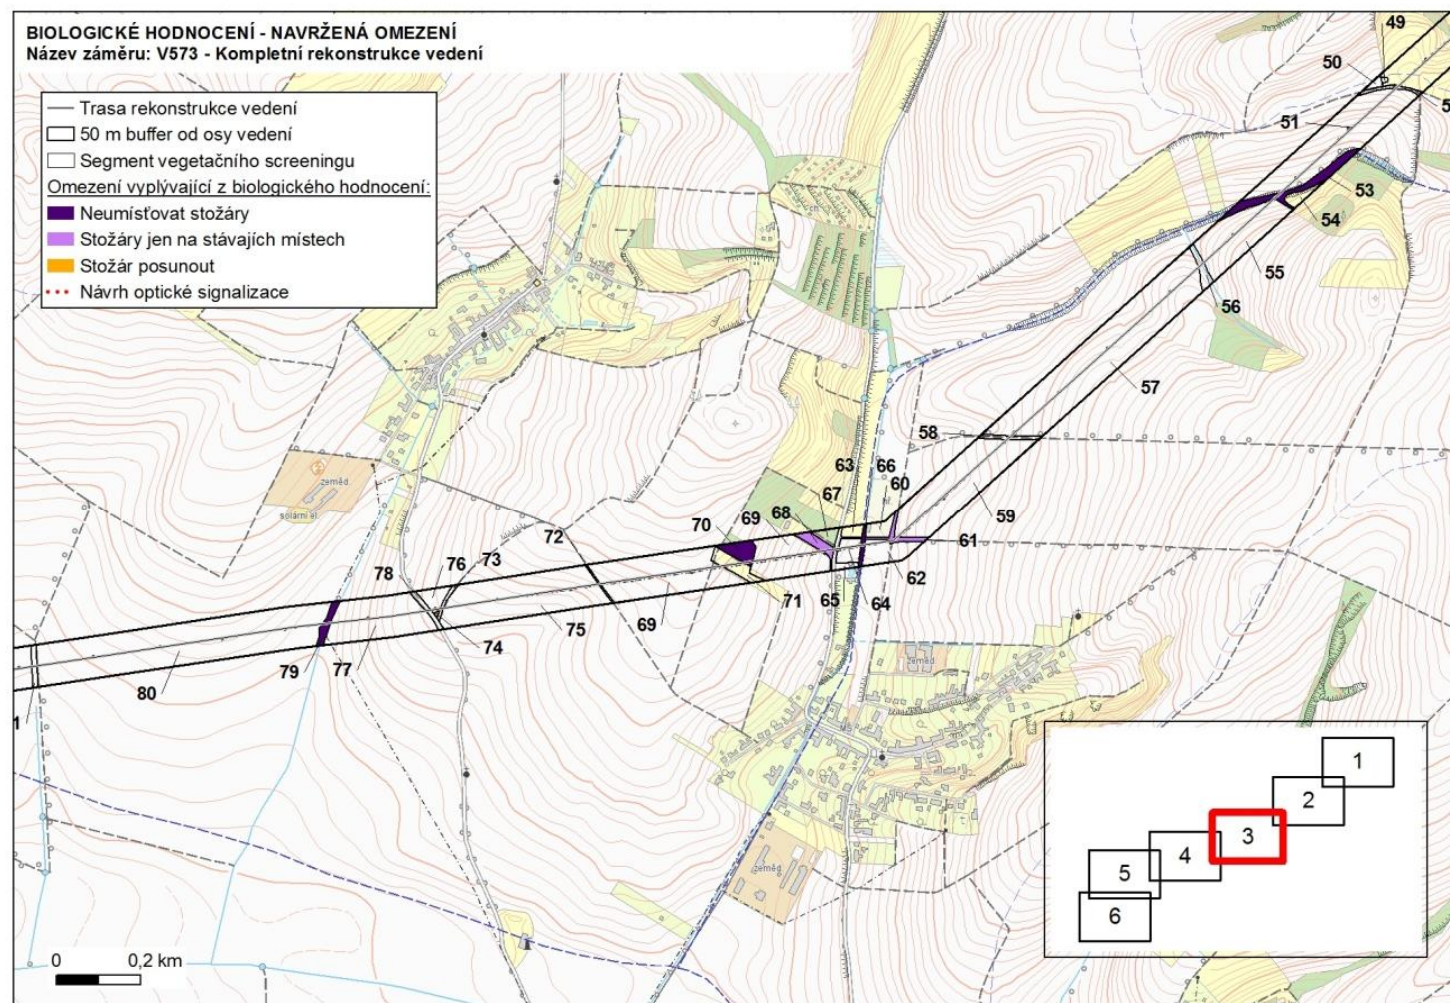 BIOLOGICKÉ HODNOCENÍ - NAVRŽENÁ OMEZENÍ
Název záměru: V573 - Kompletní rekonstrukce vedení
Trasa rekonstrukce vedení
50 m buffer od osy vedení
Segment vegetačního screeningu
Omezení vyplývající z biologického hodnocení:
Neumísťovat stožáry
Stožáry jen na stávajích místech
Stožár posunout
Návrh optické signalizace
49
50
5
51
53
54
55
56
57
58
63
66
60
59
67
68
69
70
72
61
73
76
78
62
71
65
64
69
75
74
77
79
80
1
zeměd.
solární el.
zeměd.
zeměd.
0 0,2 km
1
2
3
4
5
6